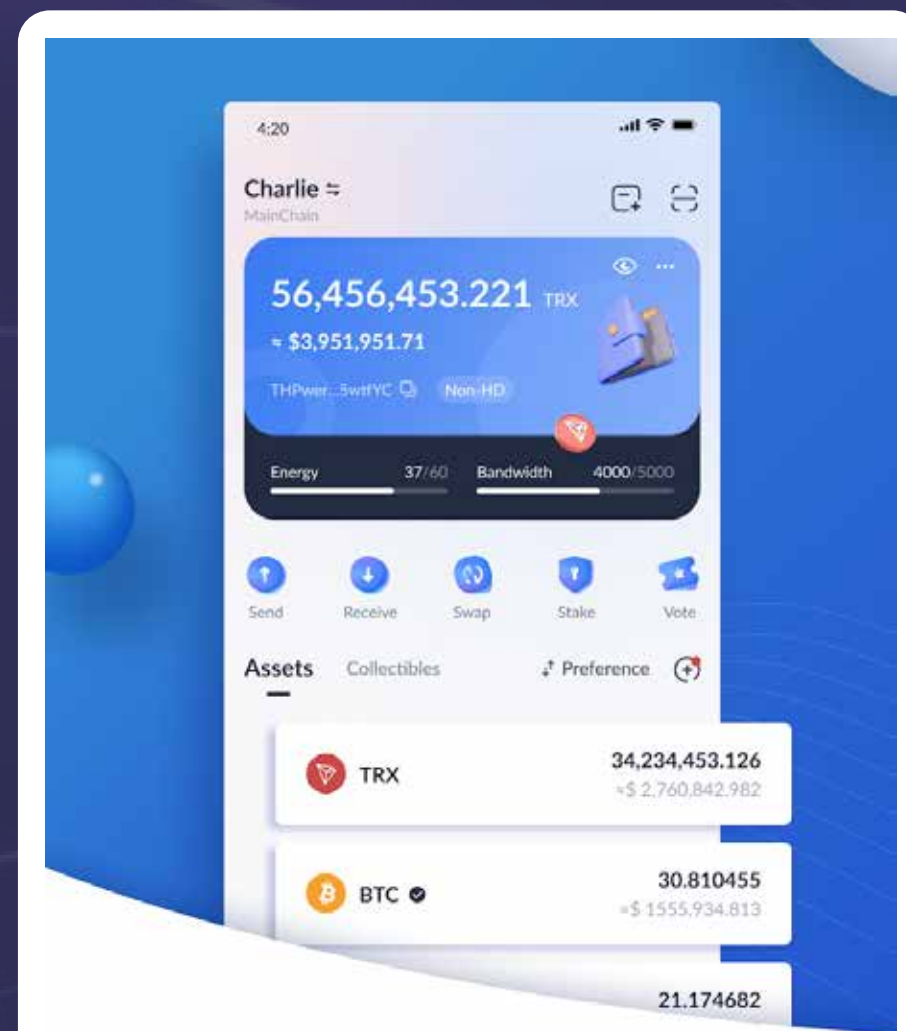 4:20
Charlie
MainChain
56,456,453.221 TRX
≈ $3,951,951.71
THPwer...5wtfYC Non-HD
Energy 37/60 Bandwidth 4000/5000
Send Receive Swap Stake Vote
Assets Collectibles Preference
TRX 34,234,453.126
≈$ 2,760,842.982
BTC 30.810455
≈$ 1555,934.813
21.174682